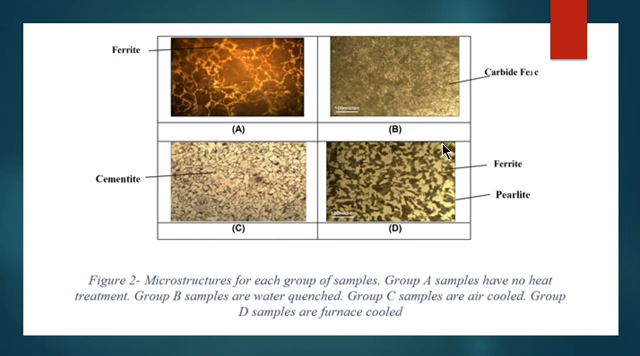 Ferrite
Carbide Fe3 c
(A)
(B)
Cementite
Ferrite
Pearlite
(C)
(D)
Figure 2- Microstructures for each group of samples. Group A samples have no heat
treatment. Group B samples are water quenched. Group C samples are air cooled. Group
D samples are furnace cooled